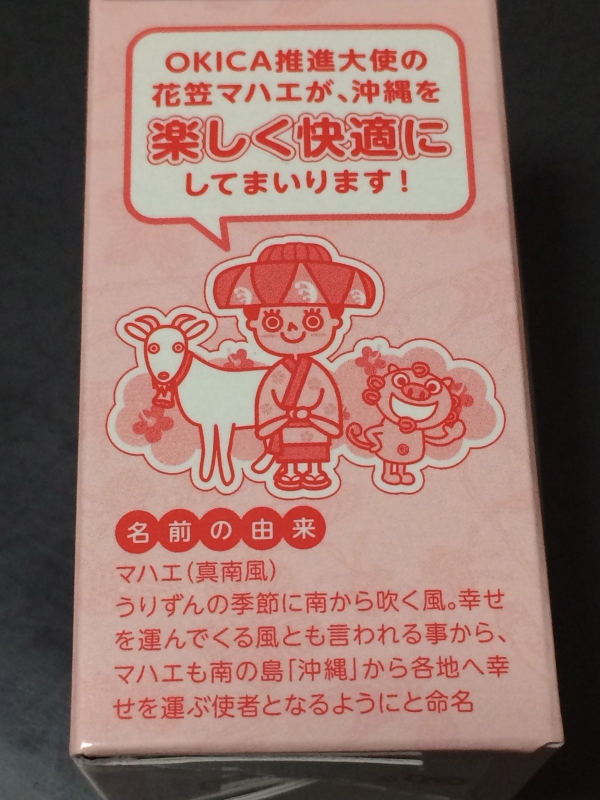 OKICA推進大使の
花笠マハエが、沖縄を
楽しく快適に
してまいります!
名前の由来
マハエ(真南風)
うりずんの季節に南から吹く風。幸せ
を運んでくる風とも言われる事から、
マハエも南の島「沖縄」から各地へ幸
せを運ぶ使者となるようにと命名